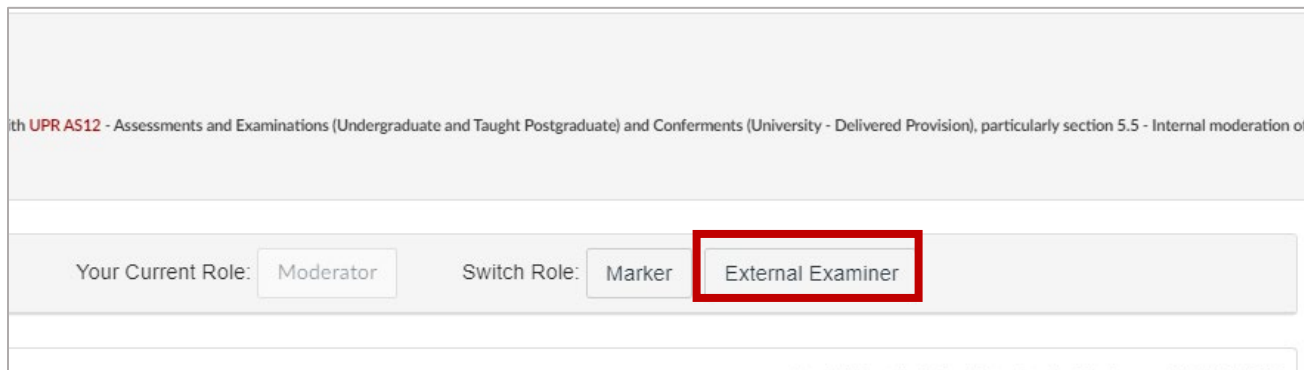 ith UPR AS12 - Assessments and Examinations (Undergraduate and Taught Postgraduate) and Conferments (University - Delivered Provision), particularly section 5.5 - Internal moderation of
Your Current Role: Moderator Switch Role: Marker External Examiner